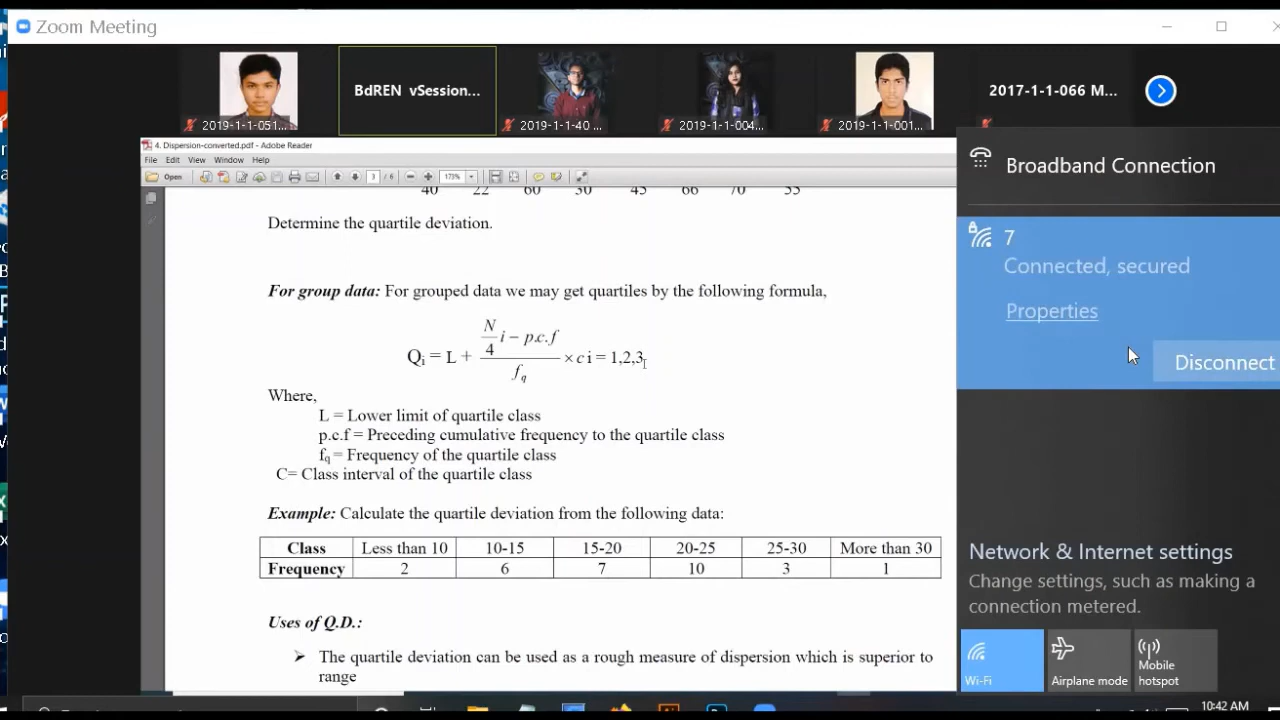 Zoom Meeting
BdREN vSession...
2017-1-1-066 M...
2019-1-1-051...
2019-1-1-40 ...
2019-1-1-004...
2019-1-1-001...
4. Dispersion-converted.pdf - Adobe Reader
File Edit View Window Help
Open 3 / 6 173%
40 22 60 30 45 66 70 55
Determine the quartile deviation.
For group data: For grouped data we may get quartiles by the following formula,
Qi = L + (N/4 i − p.c.f)/fq × c i = 1,2,3
Where,
L = Lower limit of quartile class
p.c.f = Preceding cumulative frequency to the quartile class
fq = Frequency of the quartile class
C= Class interval of the quartile class
Example: Calculate the quartile deviation from the following data:
Class Less than 10 10-15 15-20 20-25 25-30 More than 30
Frequency 2 6 7 10 3 1
Uses of Q.D.:
➢ The quartile deviation can be used as a rough measure of dispersion which is superior to
range
Broadband Connection
7
Connected, secured
Properties
Disconnect
Network & Internet settings
Change settings, such as making a
connection metered.
Wi-Fi
Airplane mode
Mobile
hotspot
10:42 AM